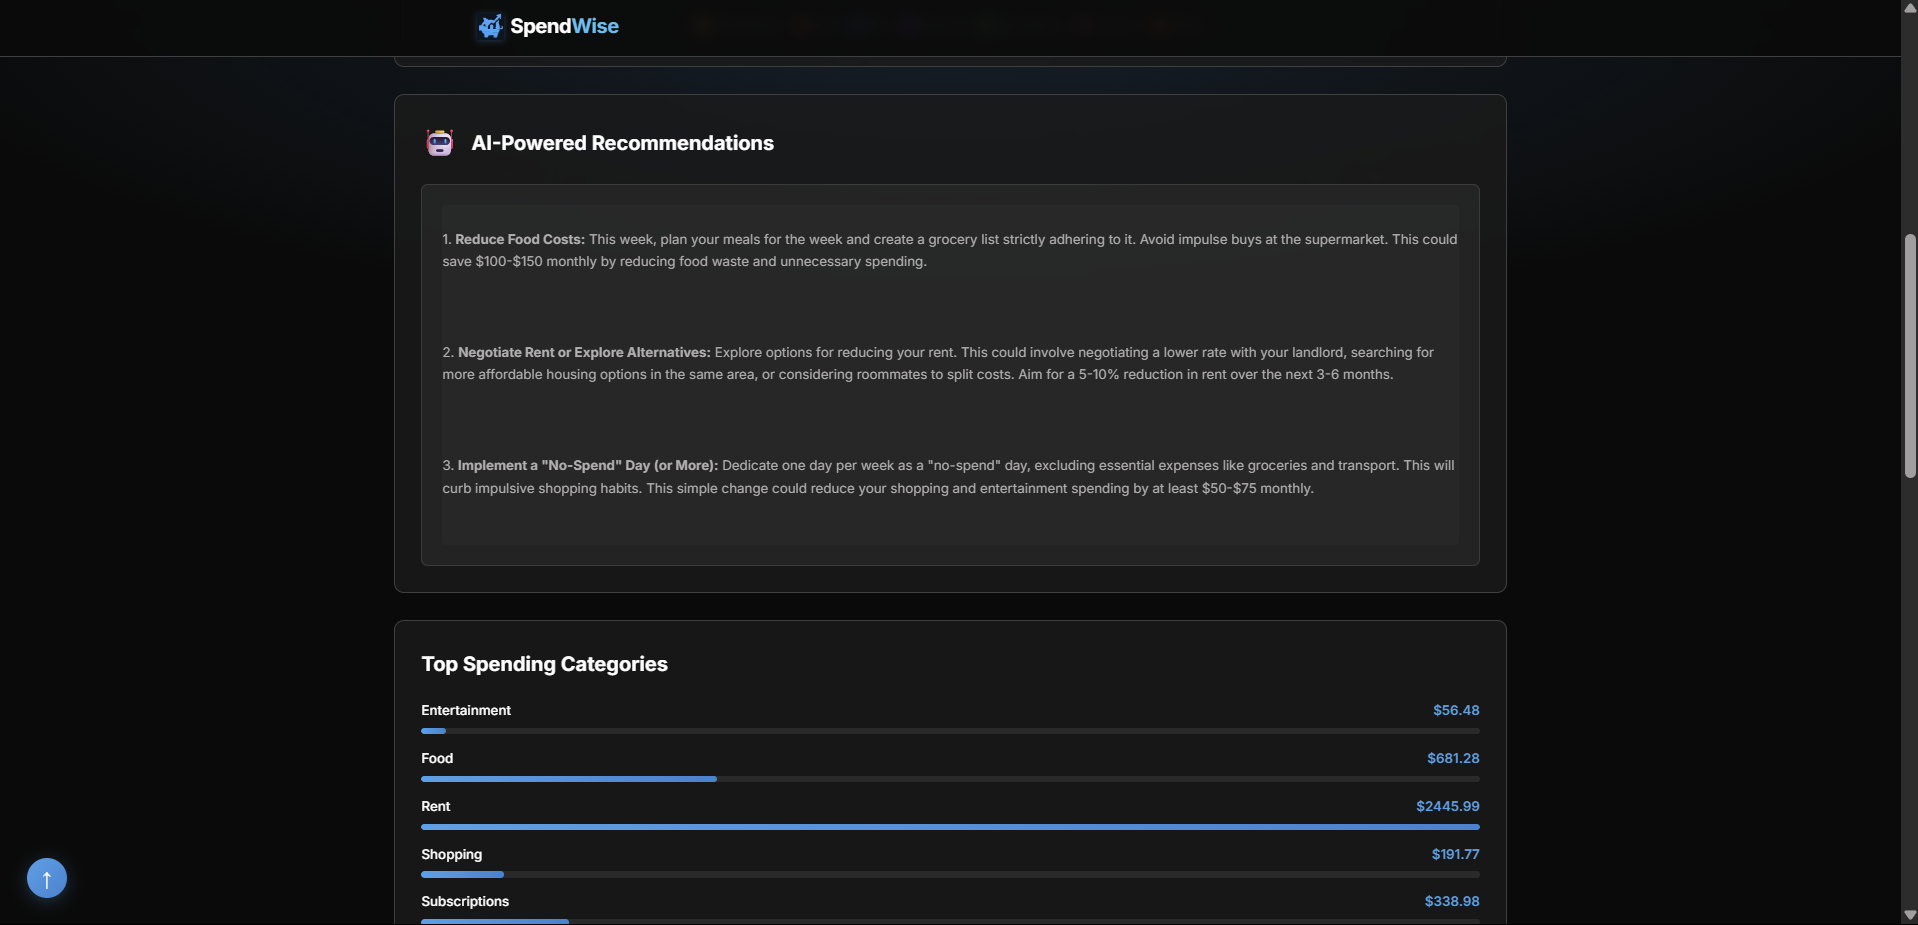 SpendWise
AI-Powered Recommendations
1. Reduce Food Costs: This week, plan your meals for the week and create a grocery list strictly adhering to it. Avoid impulse buys at the supermarket. This could
save $100-$150 monthly by reducing food waste and unnecessary spending.
2. Negotiate Rent or Explore Alternatives: Explore options for reducing your rent. This could involve negotiating a lower rate with your landlord, searching for
more affordable housing options in the same area, or considering roommates to split costs. Aim for a 5-10% reduction in rent over the next 3-6 months.
3. Implement a "No-Spend" Day (or More): Dedicate one day per week as a "no-spend" day, excluding essential expenses like groceries and transport. This will
curb impulsive shopping habits. This simple change could reduce your shopping and entertainment spending by at least $50-$75 monthly.
Top Spending Categories
Entertainment $56.48
Food $681.28
Rent $2445.99
Shopping $191.77
Subscriptions $338.98